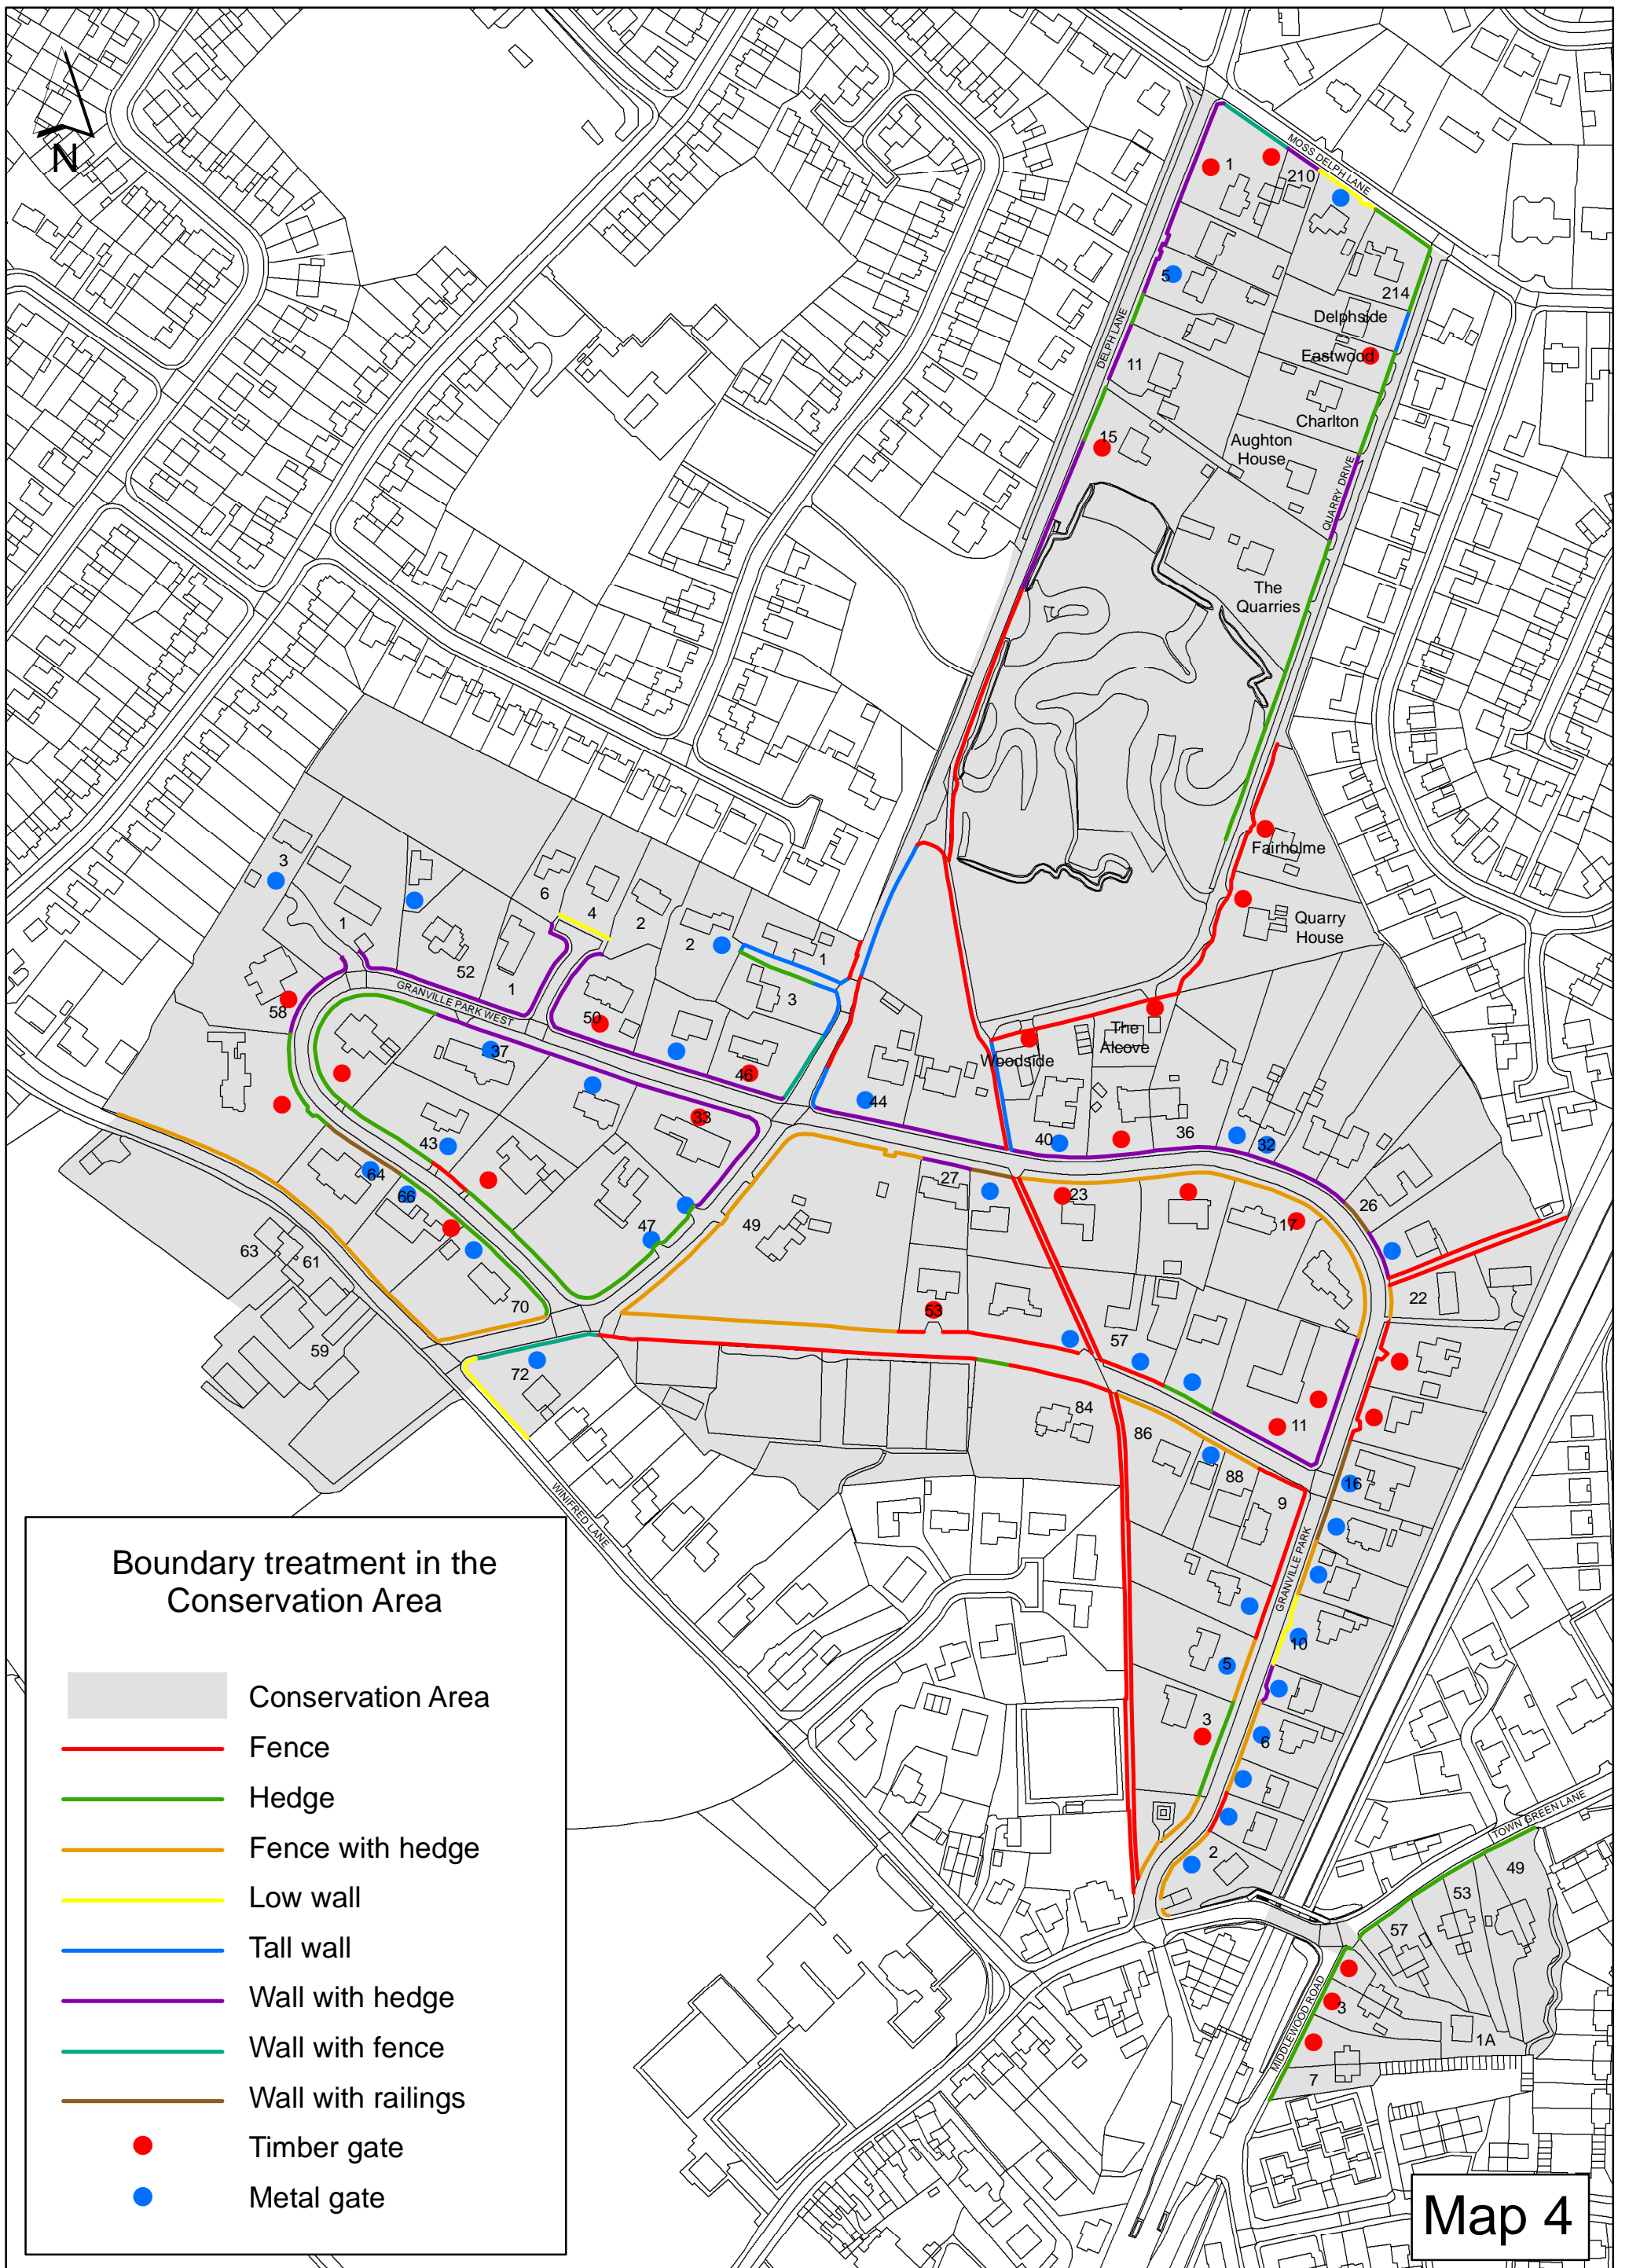 N
MOSS DELPH LANE
1
210
5
214
Delphside
DELPH LANE
Eastwood
11
Charlton
15
Aughton
House
QUARRY DRIVE
The
Quarries
Fairholme
3
6
4
1
2
2
1
Quarry
House
52
1
3
58
GRANVILLE PARK WEST
50
The
Alcove
37
Woodside
46
44
33
43
40
36
32
64
27
23
66
26
47
49
17
63
61
22
53
70
57
59
72
84
11
86
88
16
9
WINIFRED LANE
GRANVILLE PARK
10
5
3
6
2
TOWN GREEN LANE
49
53
57
MIDDLEWOOD ROAD
3
1A
7
Boundary treatment in the
Conservation Area
Conservation Area
Fence
Hedge
Fence with hedge
Low wall
Tall wall
Wall with hedge
Wall with fence
Wall with railings
Timber gate
Metal gate
Map 4